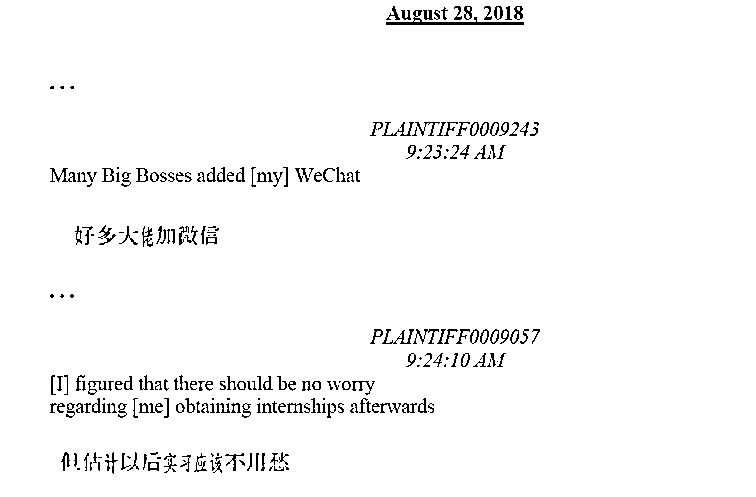 August 28, 2018
...
PLAINTIFF0009243
9:23:24 AM
Many Big Bosses added [my] WeChat
好多大佬加微信
...
PLAINTIFF0009057
9:24:10 AM
[I] figured that there should be no worry
regarding [me] obtaining internships afterwards
但估计以后实习应该不用愁